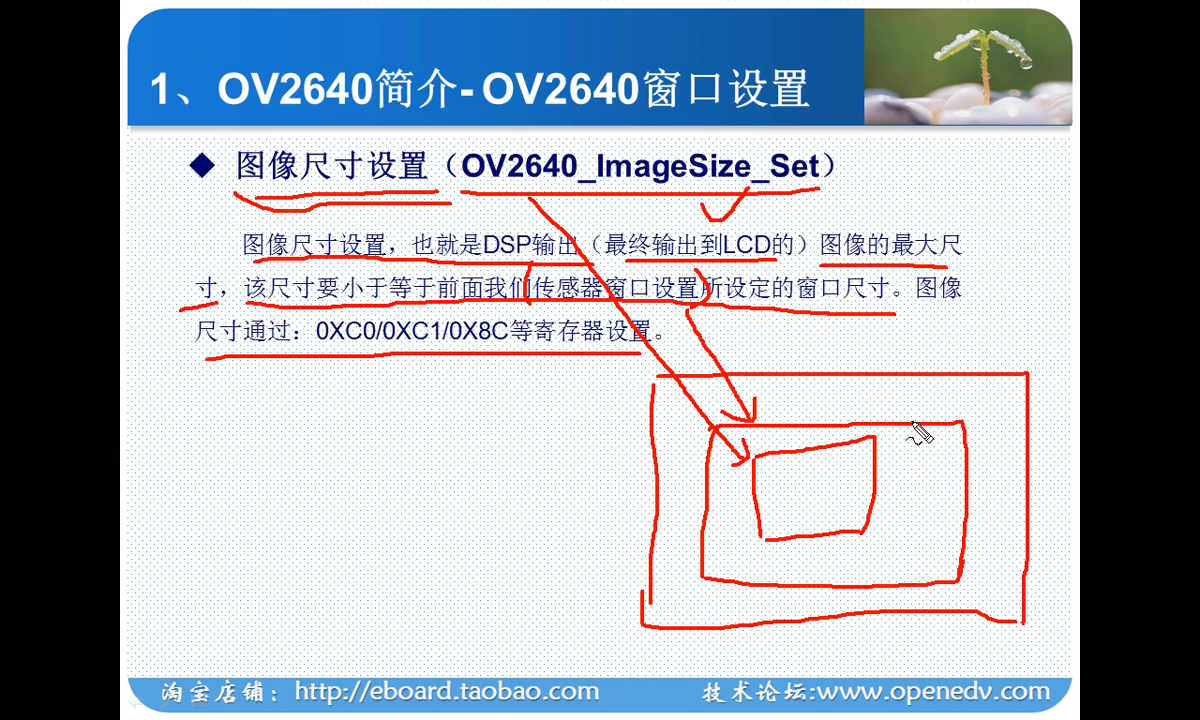 1、OV2640简介- OV2640窗口设置
◆ 图像尺寸设置（OV2640_ImageSize_Set）
图像尺寸设置，也就是DSP输出（最终输出到LCD的）图像的最大尺
寸，该尺寸要小于等于前面我们传感器窗口设置所设定的窗口尺寸。图像
尺寸通过：0XC0/0XC1/0X8C等寄存器设置。
淘宝店铺：http://eboard.taobao.com
技术论坛:www.openedv.com